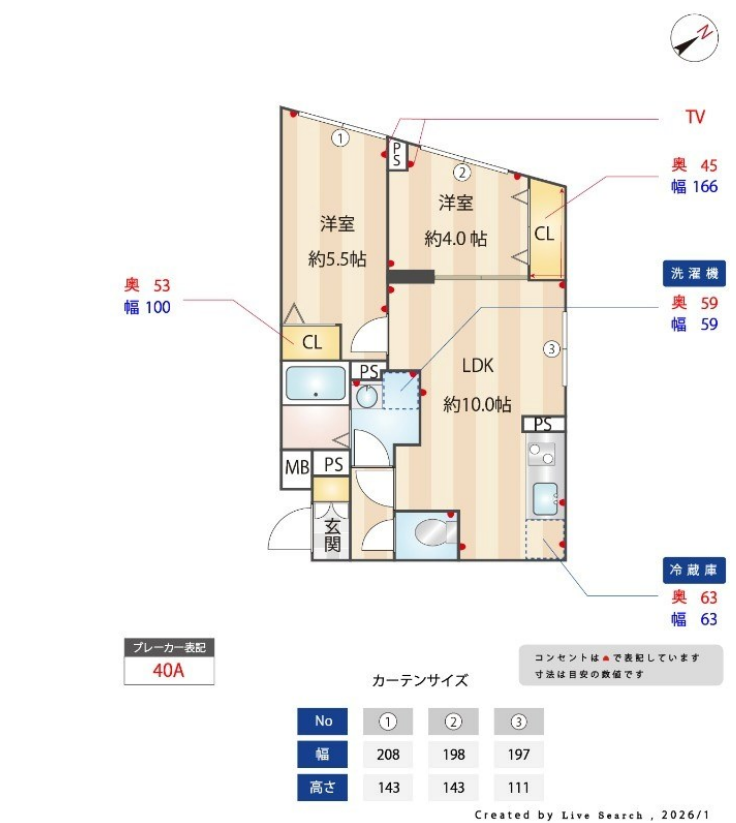 N
TV
奥 45
幅 166
①
PS
②
洋室
約5.5帖
洋室
約4.0帖
CL
奥 53
幅 100
洗濯機
奥 59
幅 59
CL
③
PS
LDK
約10.0帖
PS
MB
PS
玄関
冷蔵庫
奥 63
幅 63
ブレーカー表記
40A
コンセントはで表記しています
寸法は目安の数値です
カーテンサイズ
No ① ② ③
幅 208 198 197
高さ 143 143 111
Created by Live Search , 2026/1